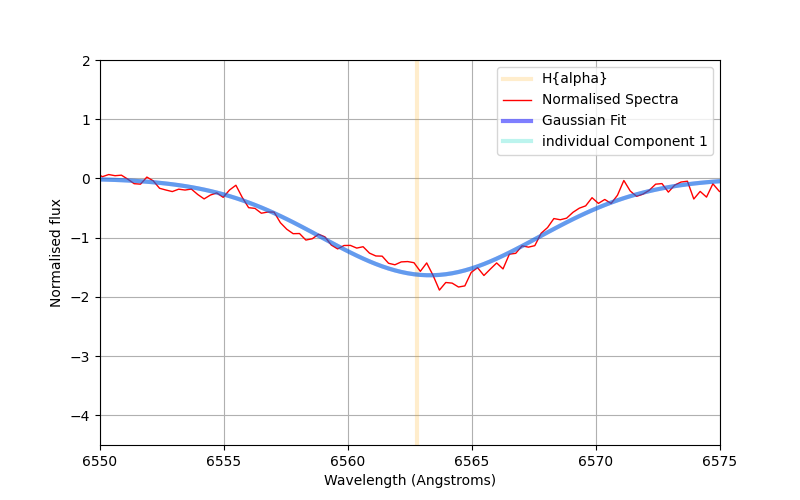 H{alpha}
Normalised Spectra
Gaussian Fit
individual Component 1
2
1
0
−1
−2
−3
−4
Normalised flux
6550 6555 6560 6565 6570 6575
Wavelength (Angstroms)